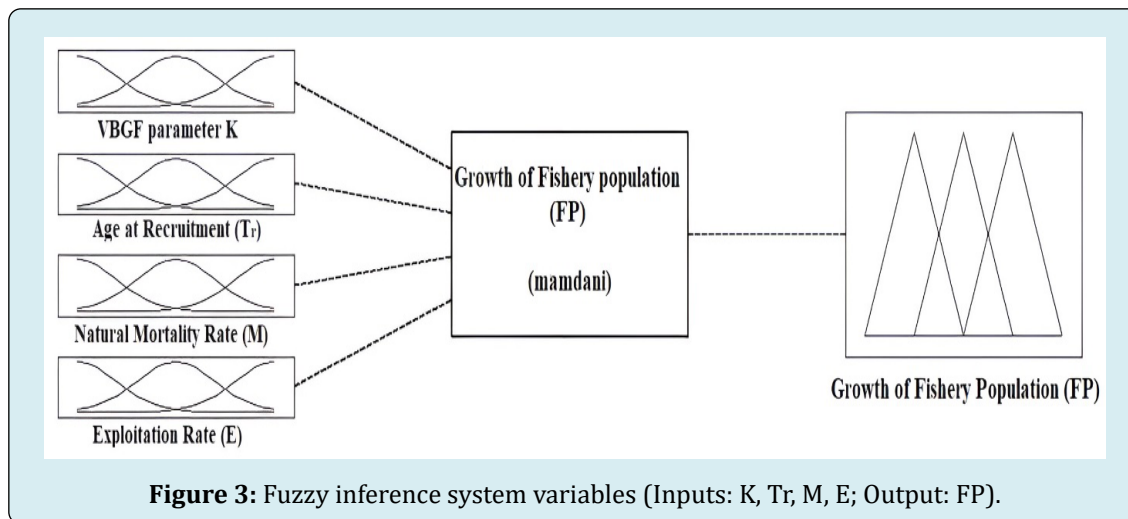 VBGF parameter K
Age at Recruitment (Tr)
Natural Mortality Rate (M)
Exploitation Rate (E)
Growth of Fishery population
(FP)
(mamdani)
Growth of Fishery Population (FP)
Figure 3: Fuzzy inference system variables (Inputs: K, Tr, M, E; Output: FP).